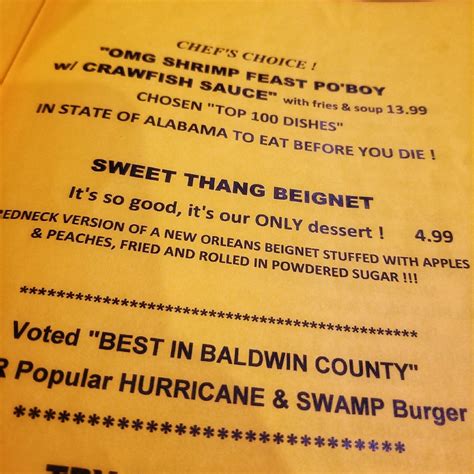 CHEF'S CHOICE !
"OMG SHRIMP FEAST PO'BOY
w/ CRAWFISH SAUCE" with fries & soup 13.99
CHOSEN "TOP 100 DISHES"
IN STATE OF ALABAMA TO EAT BEFORE YOU DIE !
SWEET THANG BEIGNET
It's so good, it's our ONLY dessert ! 4.99
REDNECK VERSION OF A NEW ORLEANS BEIGNET STUFFED WITH APPLES
& PEACHES, FRIED AND ROLLED IN POWDERED SUGAR !!!
************************************
Voted "BEST IN BALDWIN COUNTY"
R Popular HURRICANE & SWAMP Burger
*****************************